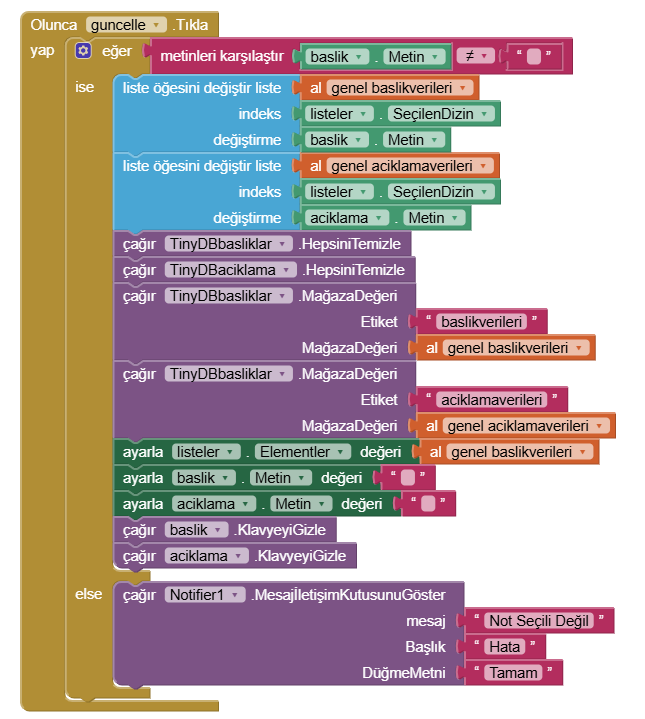 Olunca guncelle .Tıkla
yap eğer metinleri karşılaştır baslik . Metin ≠ “ ”
ise liste öğesini değiştir liste al genel baslikverileri
indeks listeler . SeçilenDizin
değiştirme baslik . Metin
liste öğesini değiştir liste al genel aciklamaverileri
indeks listeler . SeçilenDizin
değiştirme aciklama . Metin
çağır TinyDBbasliklar .HepsiniTemizle
çağır TinyDBaciklama .HepsiniTemizle
çağır TinyDBbasliklar .MağazaDeğeri
Etiket “ baslikverileri ”
MağazaDeğeri al genel baslikverileri
çağır TinyDBbasliklar .MağazaDeğeri
Etiket “ aciklamaverileri ”
MağazaDeğeri al genel aciklamaverileri
ayarla listeler . Elementler değeri al genel baslikverileri
ayarla baslik . Metin değeri “ ”
ayarla aciklama . Metin değeri “ ”
çağır baslik .KlavyeyiGizle
çağır aciklama .KlavyeyiGizle
else çağır Notifier1 .MesajİletişimKutusunuGöster
mesaj “ Not Seçili Değil ”
Başlık “ Hata ”
DüğmeMetni “ Tamam ”